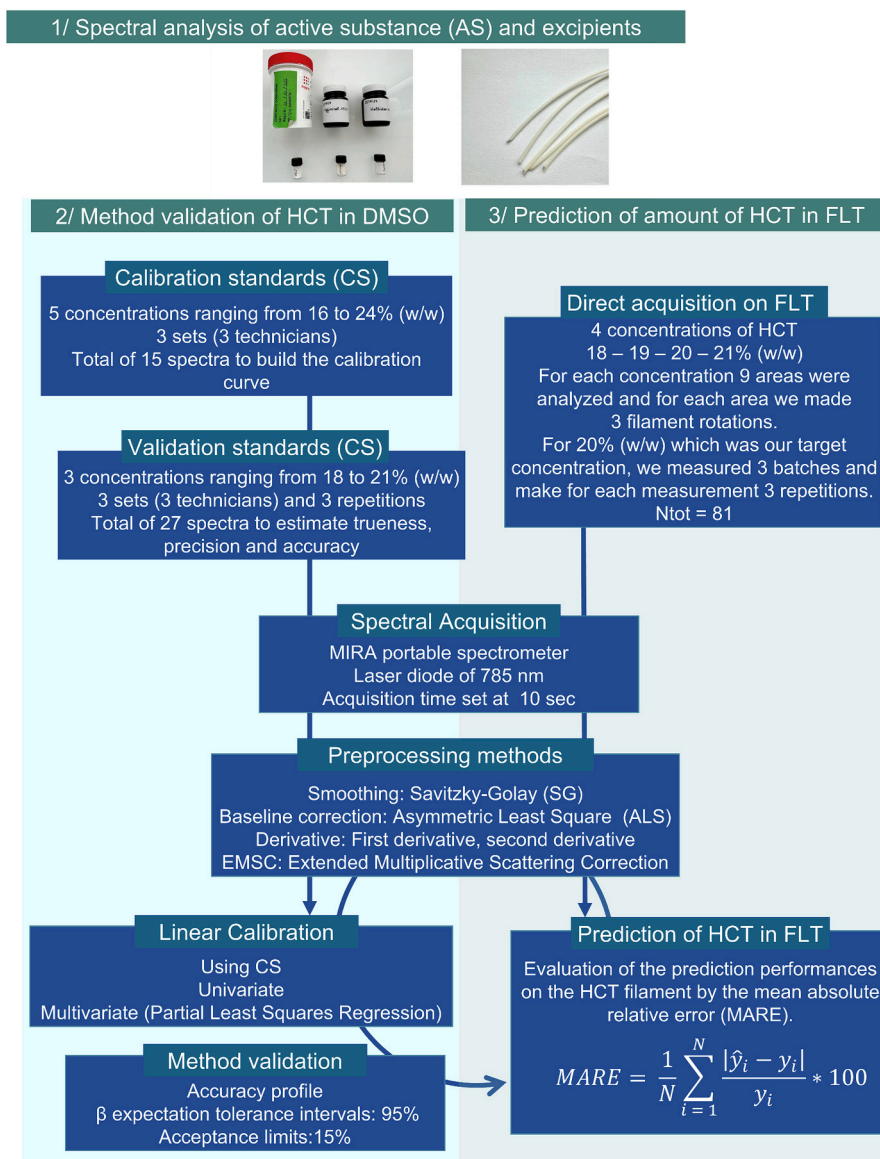 1/ Spectral analysis of active substance (AS) and excipients
2/ Method validation of HCT in DMSO
3/ Prediction of amount of HCT in FLT
Calibration standards (CS)
5 concentrations ranging from 16 to 24% (w/w)
3 sets (3 technicians)
Total of 15 spectra to build the calibration
curve
Validation standards (CS)
3 concentrations ranging from 18 to 21% (w/w)
3 sets (3 technicians) and 3 repetitions
Total of 27 spectra to estimate trueness,
precision and accuracy
Direct acquisition on FLT
4 concentrations of HCT
18 – 19 – 20 – 21% (w/w)
For each concentration 9 areas were
analyzed and for each area we made
3 filament rotations.
For 20% (w/w) which was our target
concentration, we measured 3 batches and
make for each measurement 3 repetitions.
Ntot = 81
Spectral Acquisition
MIRA portable spectrometer
Laser diode of 785 nm
Acquisition time set at 10 sec
Preprocessing methods
Smoothing: Savitzky-Golay (SG)
Baseline correction: Asymmetric Least Square (ALS)
Derivative: First derivative, second derivative
EMSC: Extended Multiplicative Scattering Correction
Linear Calibration
Using CS
Univariate
Multivariate (Partial Least Squares Regression)
Method validation
Accuracy profile
β expectation tolerance intervals: 95%
Acceptance limits:15%
Prediction of HCT in FLT
Evaluation of the prediction performances
on the HCT filament by the mean absolute
relative error (MARE).
MARE = 1/N ∑_{i = 1}^{N} |ŷᵢ − yᵢ| / yᵢ * 100